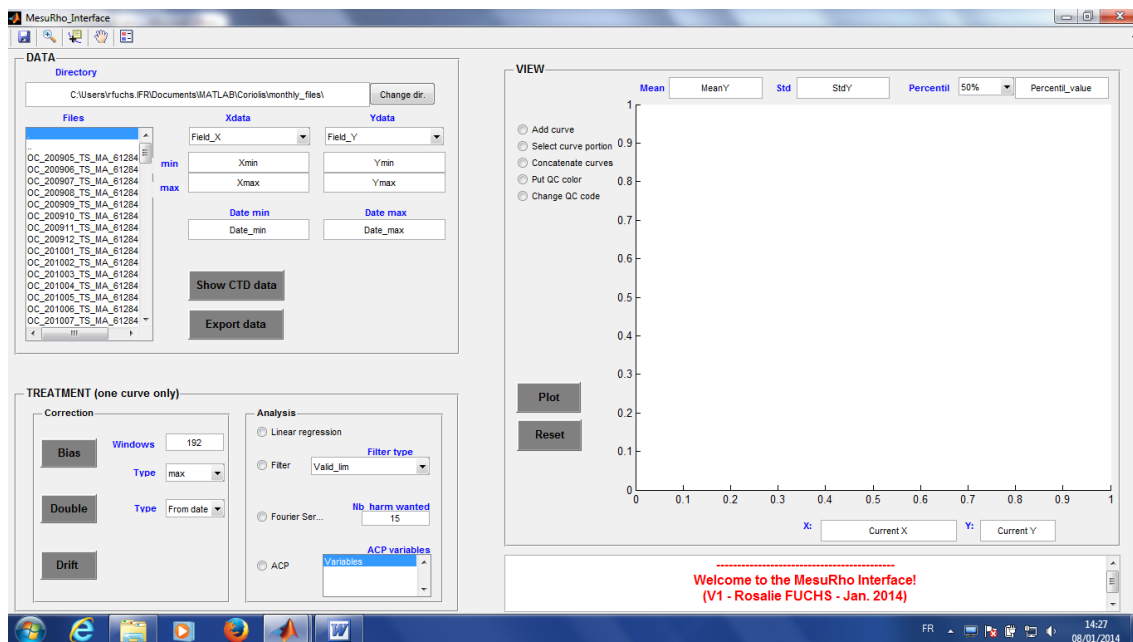 MesuRho_Interface
DATA
Directory
C:\Users\rfuchs.IFR\Documents\MATLAB\Coriolis\monthly_files\
Change dir.
Files
Xdata
Ydata
.
..
OC_200905_TS_MA_61284
OC_200906_TS_MA_61284
OC_200907_TS_MA_61284
OC_200908_TS_MA_61284
OC_200909_TS_MA_61284
OC_200910_TS_MA_61284
OC_200911_TS_MA_61284
OC_200912_TS_MA_61284
OC_201001_TS_MA_61284
OC_201002_TS_MA_61284
OC_201003_TS_MA_61284
OC_201004_TS_MA_61284
OC_201005_TS_MA_61284
OC_201006_TS_MA_61284
OC_201007_TS_MA_61284
Field_X
Field_Y
min
Xmin
Ymin
max
Xmax
Ymax
Date min
Date max
Date_min
Date_max
Show CTD data
Export data
TREATMENT (one curve only)
Correction
Bias
Windows
192
Type
max
Double
Type
From date
Drift
Analysis
Linear regression
Filter type
Filter
Valid_lim
Nb_harm wanted
Fourier Ser...
15
ACP variables
ACP
Variables
VIEW
Mean
MeanY
Std
StdY
Percentil
50%
Percentil_value
Add curve
Select curve portion
Concatenate curves
Put QC color
Change QC code
Plot
Reset
1
0.9
0.8
0.7
0.6
0.5
0.4
0.3
0.2
0.1
0
0 0.1 0.2 0.3 0.4 0.5 0.6 0.7 0.8 0.9 1
X:
Current X
Y:
Current Y
--------------------------------------------
Welcome to the MesuRho Interface!
(V1 - Rosalie FUCHS - Jan. 2014)
FR
14:27
08/01/2014